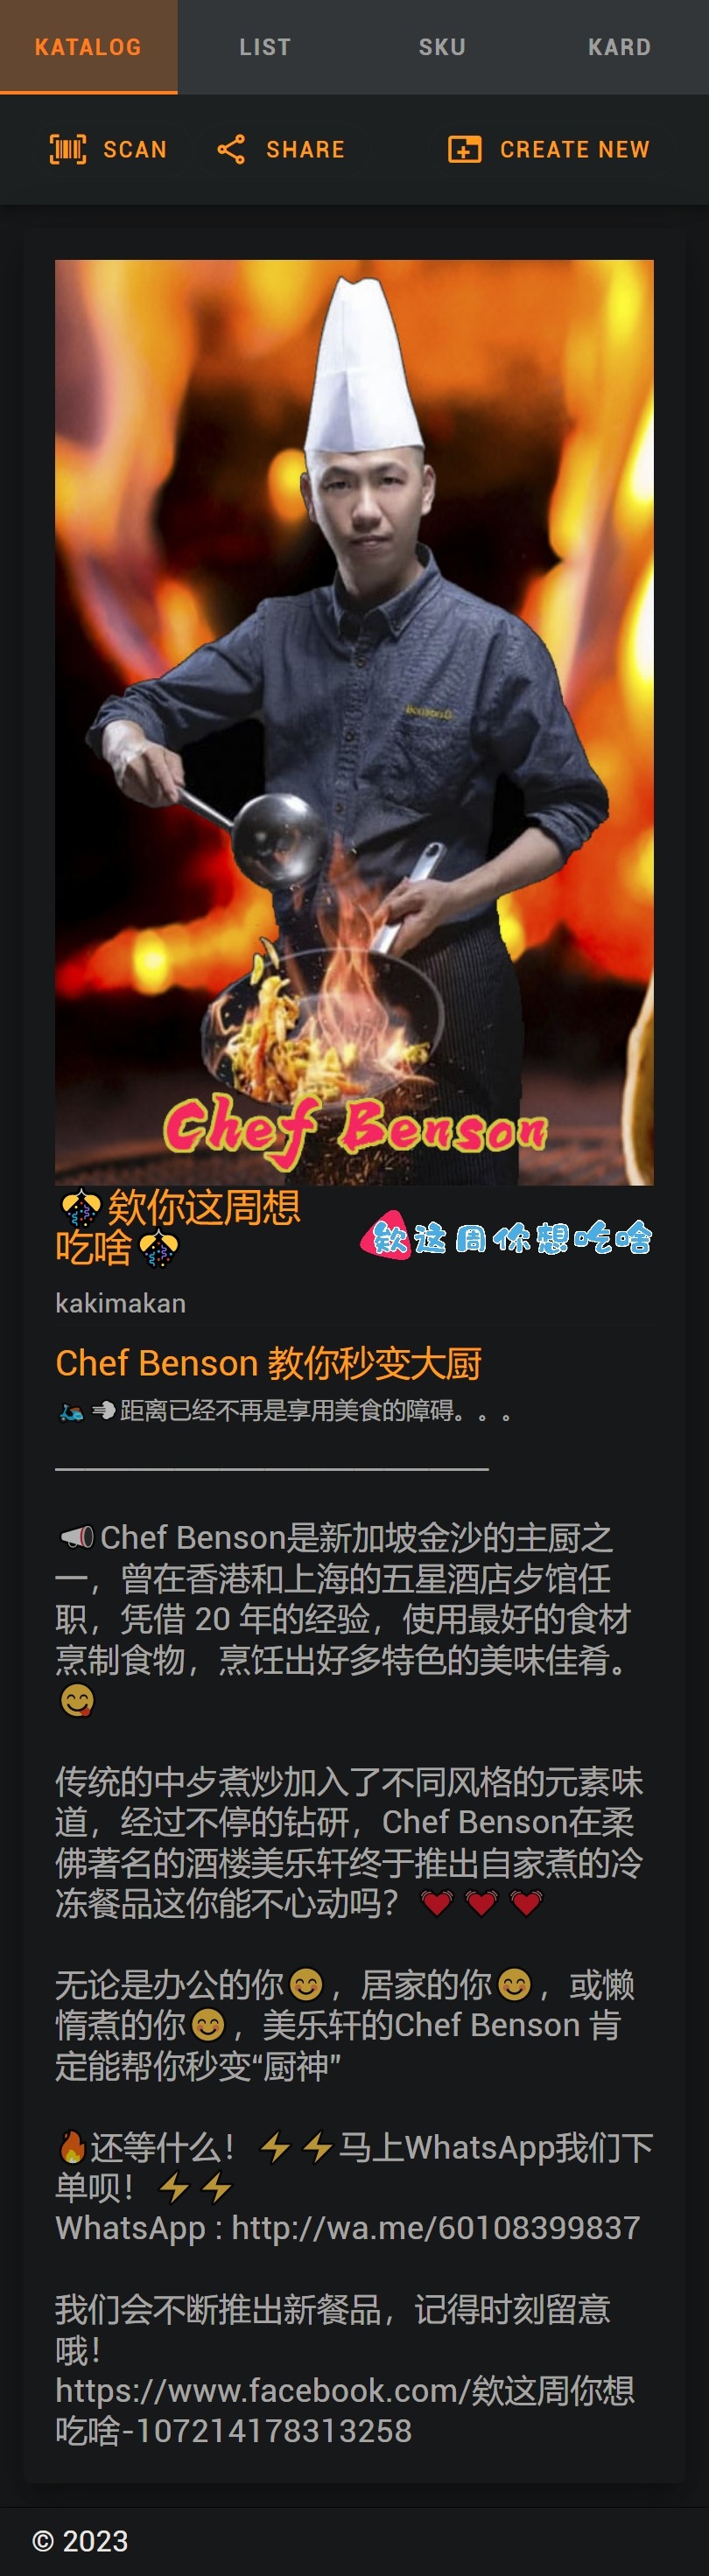 KATALOG LIST SKU KARD
SCAN SHARE CREATE NEW
Chef Benson
🎊欸你这周想
吃啥🎊
欸这周你想吃啥
kakimakan
Chef Benson 教你秒变大厨
🛵💨距离已经不再是享用美食的障碍。。。
—————————————————
📢Chef Benson是新加坡金沙的主厨之
一，曾在香港和上海的五星酒店歺馆任
职，凭借 20 年的经验，使用最好的食材
烹制食物，烹饪出好多特色的美味佳肴。
😋
传统的中歺煮炒加入了不同风格的元素味
道，经过不停的钻研，Chef Benson在柔
佛著名的酒楼美乐轩终于推出自家煮的冷
冻餐品这你能不心动吗？💓💓💓
无论是办公的你😊，居家的你😊，或懒
惰煮的你😊，美乐轩的Chef Benson 肯
定能帮你秒变“厨神”
🔥还等什么！⚡⚡马上WhatsApp我们下
单呗！⚡⚡
WhatsApp : http://wa.me/60108399837
我们会不断推出新餐品，记得时刻留意
哦！
https://www.facebook.com/欸这周你想
吃啥-107214178313258
© 2023